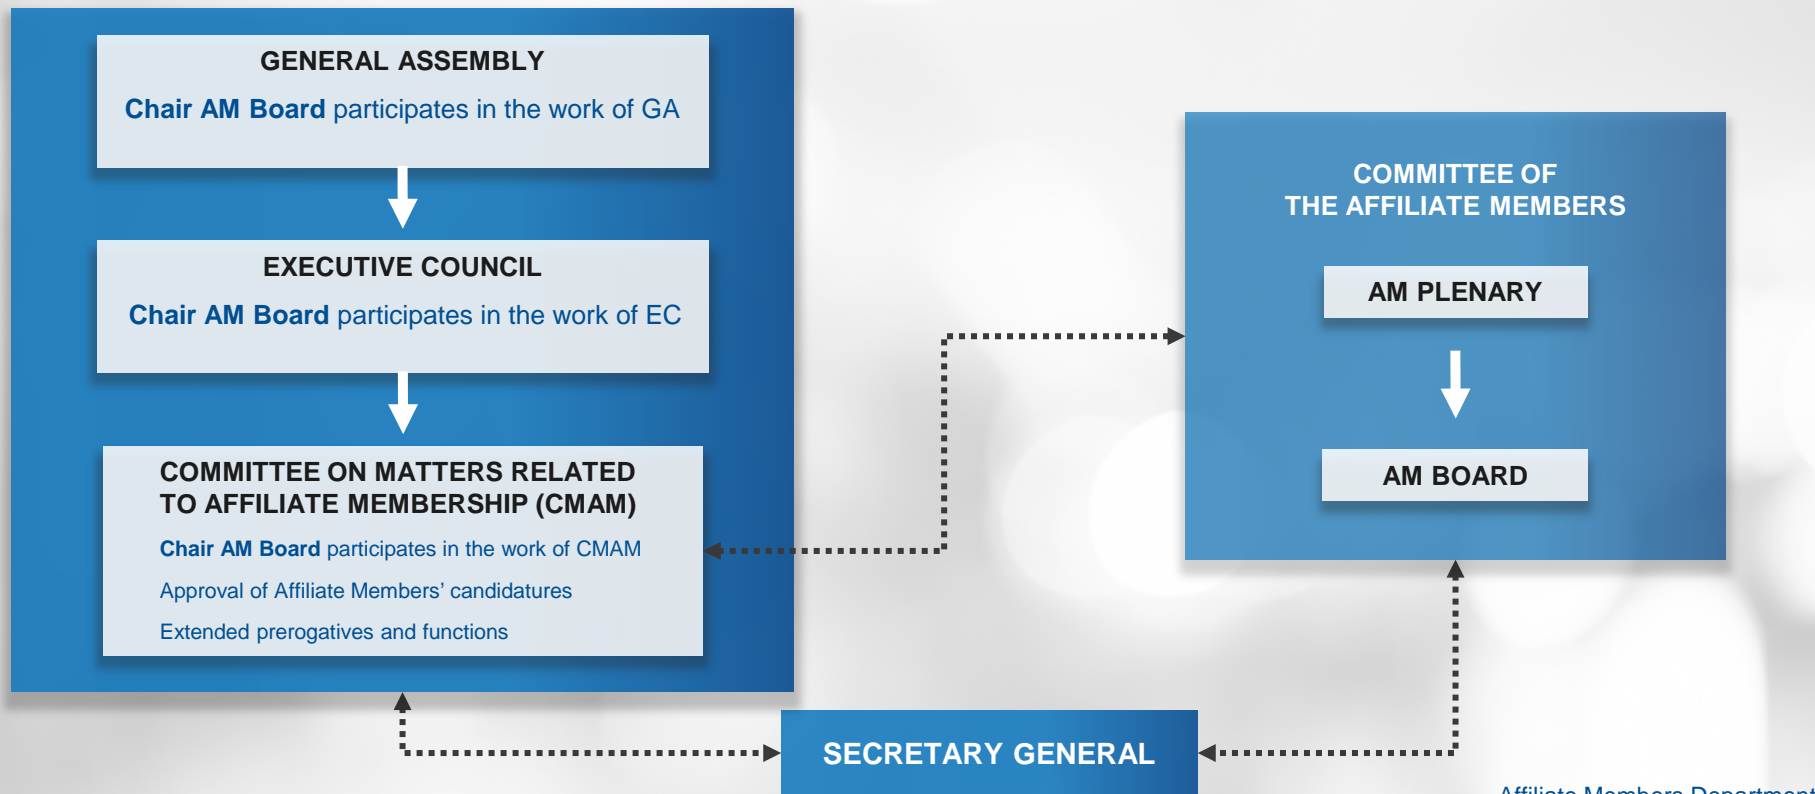 GENERAL ASSEMBLY
Chair AM Board participates in the work of GA
EXECUTIVE COUNCIL
Chair AM Board participates in the work of EC
COMMITTEE ON MATTERS RELATED
TO AFFILIATE MEMBERSHIP (CMAM)
Chair AM Board participates in the work of CMAM
Approval of Affiliate Members’ candidatures
Extended prerogatives and functions
COMMITTEE OF
THE AFFILIATE MEMBERS
AM PLENARY
AM BOARD
SECRETARY GENERAL
Affiliate Members Department